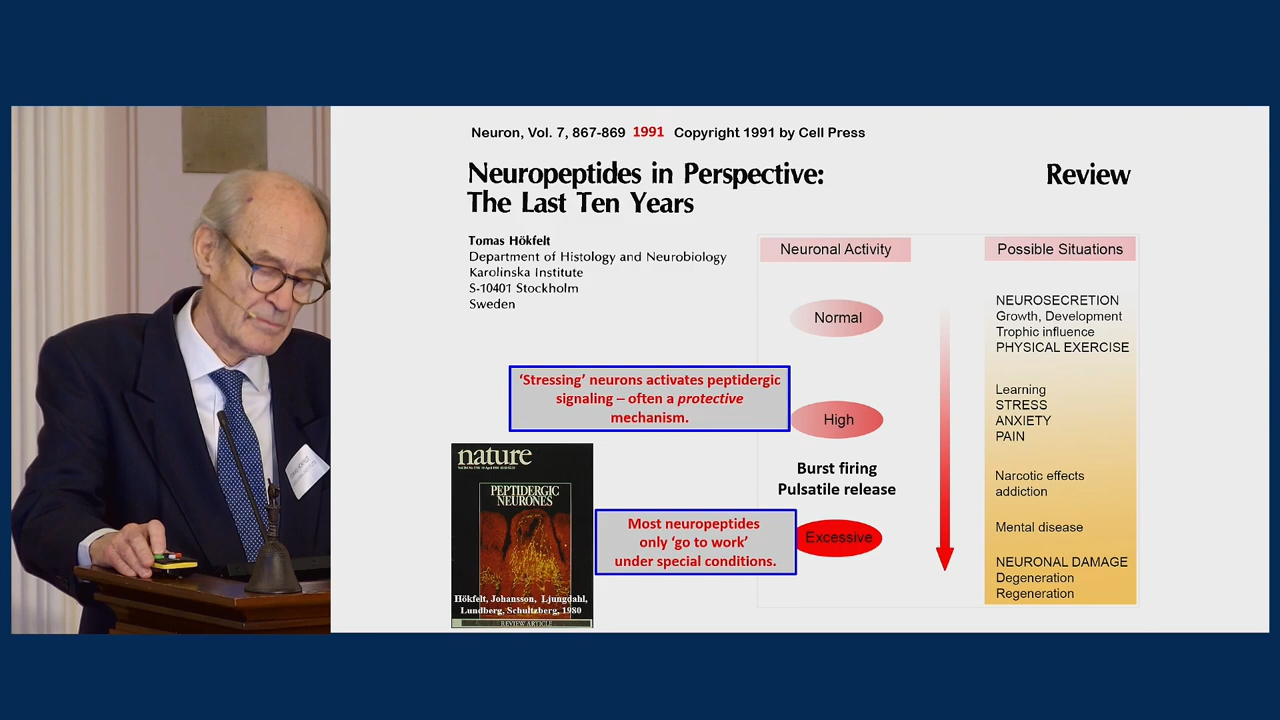 Neuron, Vol. 7, 867-869 1991 Copyright 1991 by Cell Press
Neuropeptides in Perspective:
The Last Ten Years
Review
Tomas Hökfelt
Department of Histology and Neurobiology
Karolinska Institute
S-10401 Stockholm
Sweden
Neuronal Activity
Possible Situations
Normal
NEUROSECRETION
Growth, Development
Trophic influence
PHYSICAL EXERCISE
‘Stressing’ neurons activates peptidergic
signaling – often a protective
mechanism.
High
Learning
STRESS
ANXIETY
PAIN
Burst firing
Pulsatile release
Narcotic effects
addiction
nature
PEPTIDERGIC
NEURONES
Hökfelt, Johansson, Ljungdahl,
Lundberg, Schultzberg, 1980
REVIEW ARTICLE
Most neuropeptides
only ‘go to work’
under special conditions.
Excessive
Mental disease
NEURONAL DAMAGE
Degeneration
Regeneration